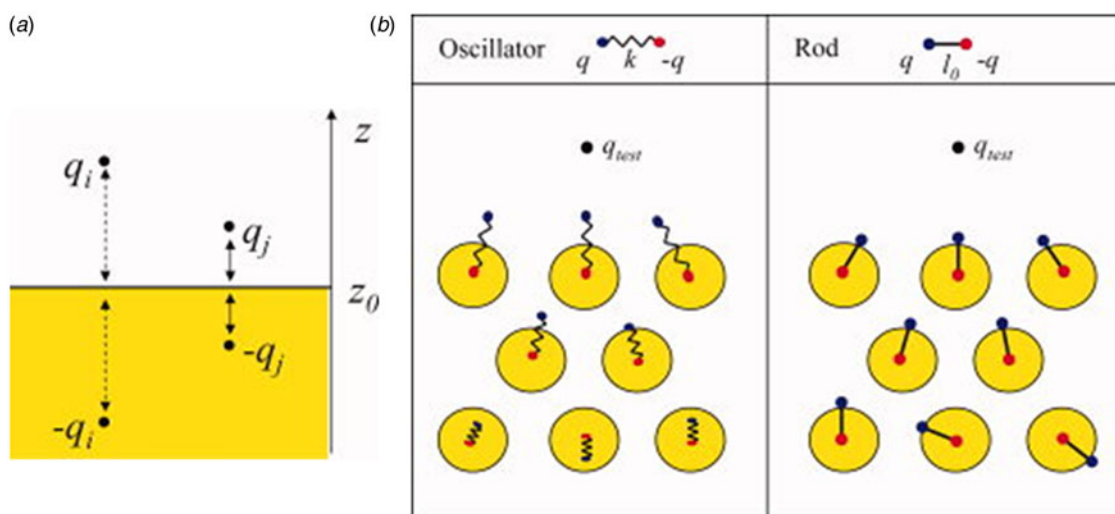 (a)
z
q_i
q_j
z_0
-q_j
-q_i
(b)
Oscillator q k -q
Rod q l_0 -q
q_test
q_test